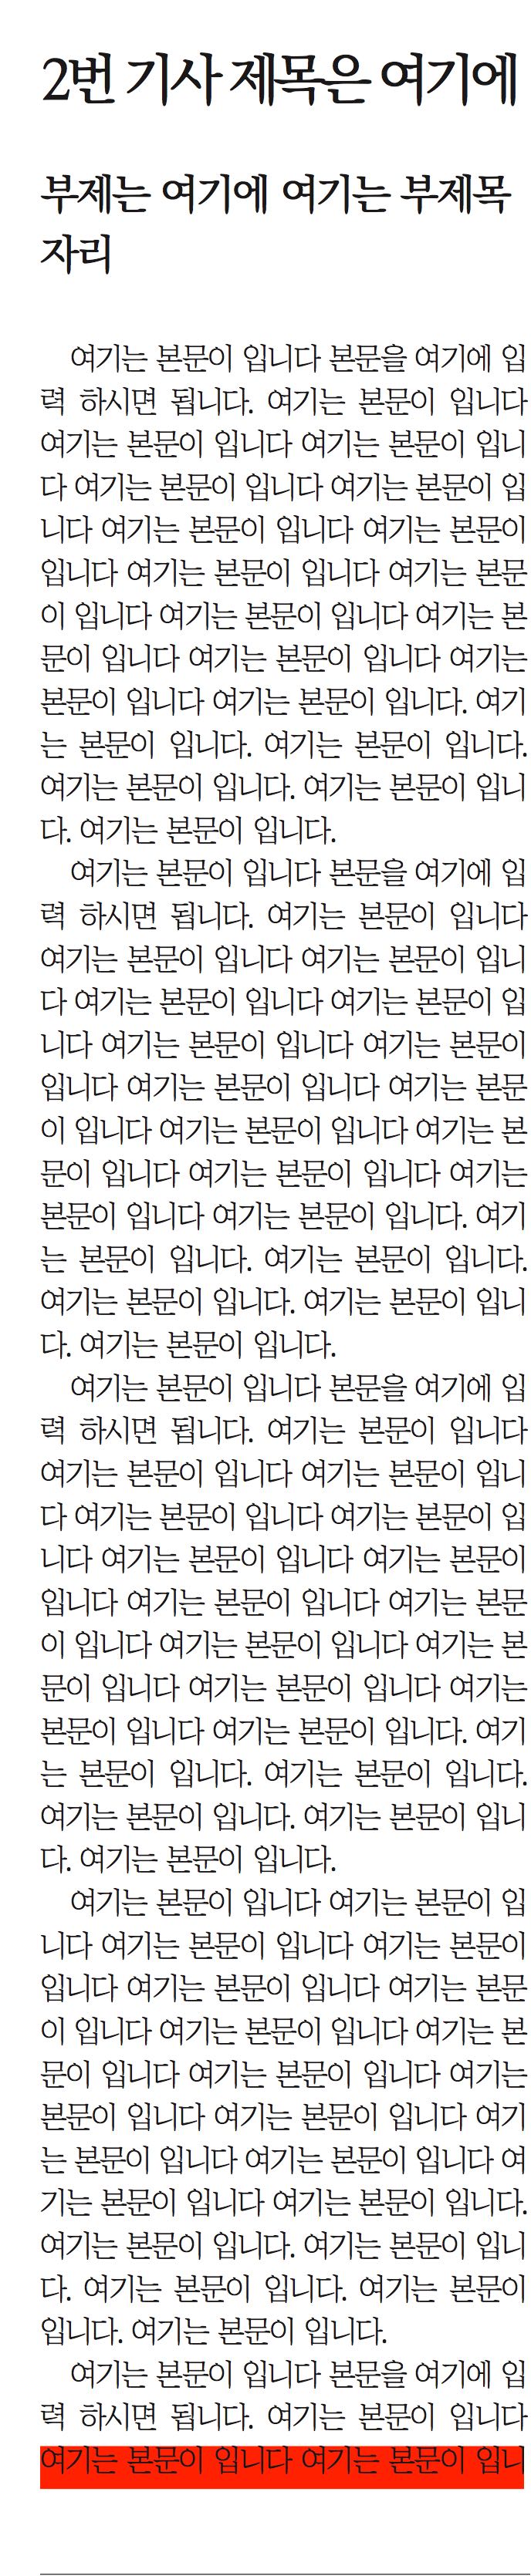 2번 기사 제목은 여기에
부제는 여기에 여기는 부제목
자리
여기는 본문이 입니다 본문을 여기에 입
력 하시면 됩니다. 여기는 본문이 입니다
여기는 본문이 입니다 여기는 본문이 입니
다 여기는 본문이 입니다 여기는 본문이 입
니다 여기는 본문이 입니다 여기는 본문이
입니다 여기는 본문이 입니다 여기는 본문
이 입니다 여기는 본문이 입니다 여기는 본
문이 입니다 여기는 본문이 입니다 여기는
본문이 입니다 여기는 본문이 입니다. 여기
는 본문이 입니다. 여기는 본문이 입니다.
여기는 본문이 입니다. 여기는 본문이 입니
다. 여기는 본문이 입니다.
여기는 본문이 입니다 본문을 여기에 입
력 하시면 됩니다. 여기는 본문이 입니다
여기는 본문이 입니다 여기는 본문이 입니
다 여기는 본문이 입니다 여기는 본문이 입
니다 여기는 본문이 입니다 여기는 본문이
입니다 여기는 본문이 입니다 여기는 본문
이 입니다 여기는 본문이 입니다 여기는 본
문이 입니다 여기는 본문이 입니다 여기는
본문이 입니다 여기는 본문이 입니다. 여기
는 본문이 입니다. 여기는 본문이 입니다.
여기는 본문이 입니다. 여기는 본문이 입니
다. 여기는 본문이 입니다.
여기는 본문이 입니다 본문을 여기에 입
력 하시면 됩니다. 여기는 본문이 입니다
여기는 본문이 입니다 여기는 본문이 입니
다 여기는 본문이 입니다 여기는 본문이 입
니다 여기는 본문이 입니다 여기는 본문이
입니다 여기는 본문이 입니다 여기는 본문
이 입니다 여기는 본문이 입니다 여기는 본
문이 입니다 여기는 본문이 입니다 여기는
본문이 입니다 여기는 본문이 입니다. 여기
는 본문이 입니다. 여기는 본문이 입니다.
여기는 본문이 입니다. 여기는 본문이 입니
다. 여기는 본문이 입니다.
여기는 본문이 입니다 여기는 본문이 입
니다 여기는 본문이 입니다 여기는 본문이
입니다 여기는 본문이 입니다 여기는 본문
이 입니다 여기는 본문이 입니다 여기는 본
문이 입니다 여기는 본문이 입니다 여기는
본문이 입니다 여기는 본문이 입니다 여기
는 본문이 입니다 여기는 본문이 입니다 여
기는 본문이 입니다 여기는 본문이 입니다.
여기는 본문이 입니다. 여기는 본문이 입니
다. 여기는 본문이 입니다. 여기는 본문이
입니다. 여기는 본문이 입니다.
여기는 본문이 입니다 본문을 여기에 입
력 하시면 됩니다. 여기는 본문이 입니다
여기는 본문이 입니다 여기는 본문이 입니